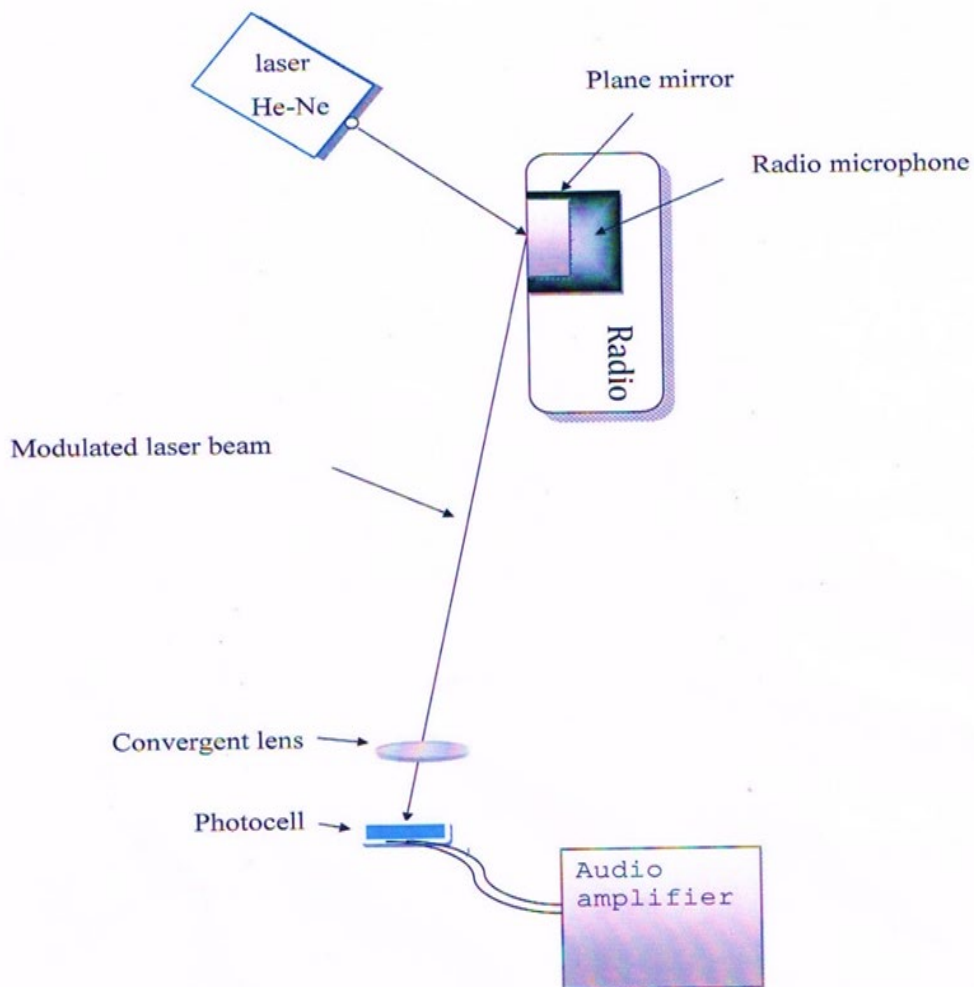 laser
He-Ne
Plane mirror
Radio microphone
Radio
Modulated laser beam
Convergent lens
Photocell
Audio
amplifier